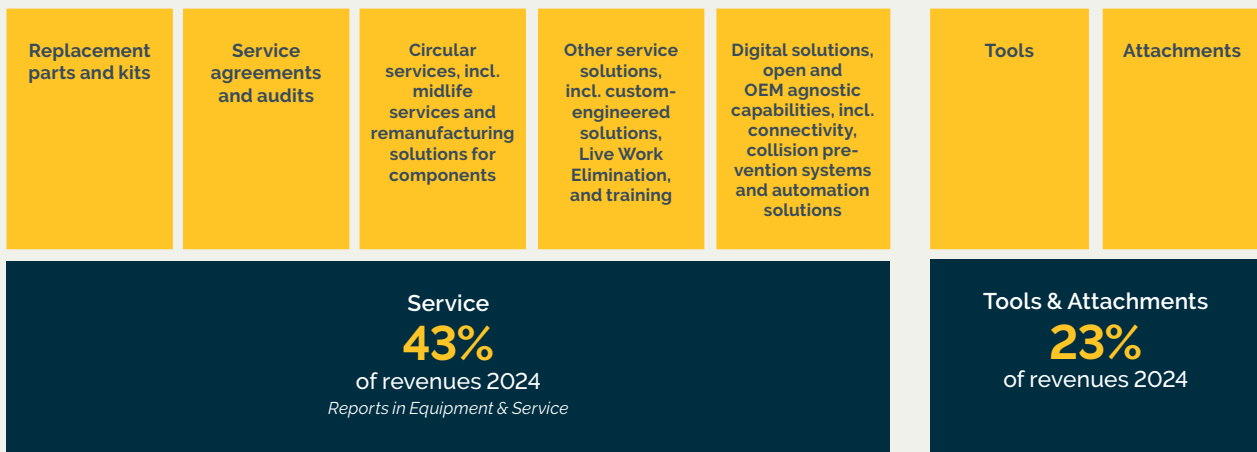 Replacement
parts and kits
Service
agreements
and audits
Circular
services, incl.
midlife
services and
remanufacturing
solutions for
components
Other service
solutions,
incl. custom-
engineered
solutions,
Live Work
Elimination,
and training
Digital solutions,
open and
OEM agnostic
capabilities, incl.
connectivity,
collision pre-
vention systems
and automation
solutions
Tools
Attachments
Service
43%
of revenues 2024
Reports in Equipment & Service
Tools & Attachments
23%
of revenues 2024